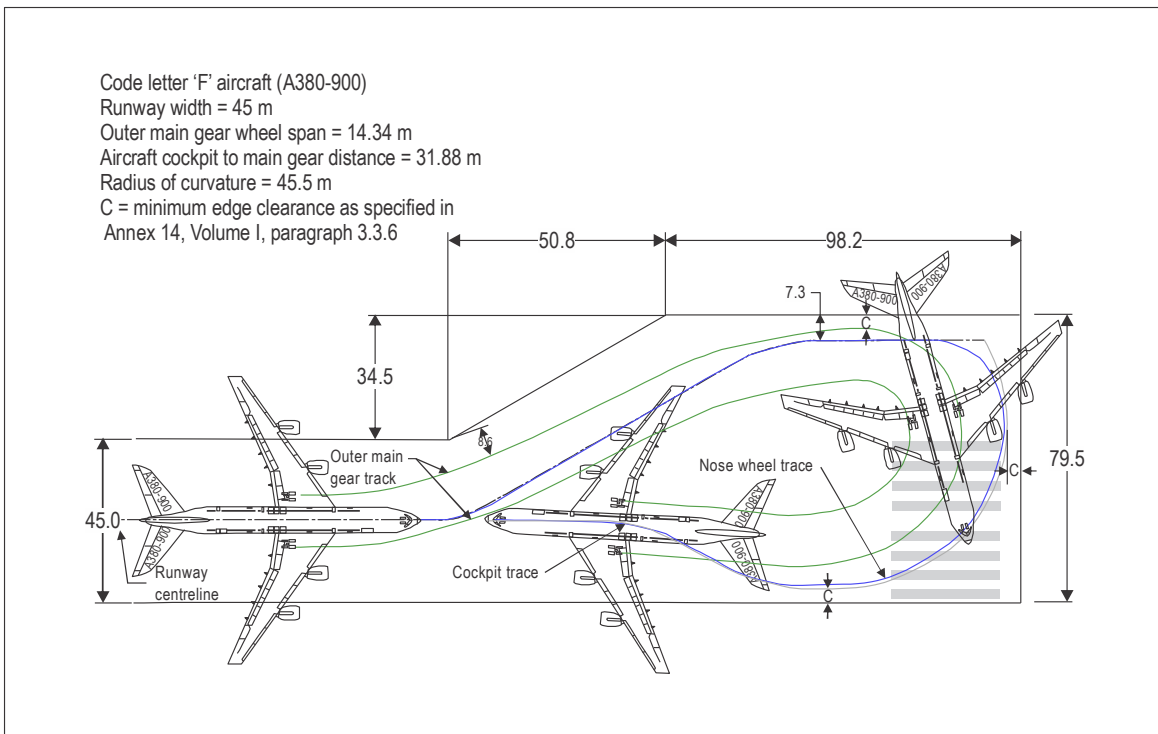 Code letter ‘F’ aircraft (A380-900)
Runway width = 45 m
Outer main gear wheel span = 14.34 m
Aircraft cockpit to main gear distance = 31.88 m
Radius of curvature = 45.5 m
C = minimum edge clearance as specified in
Annex 14, Volume I, paragraph 3.3.6
50.8
98.2
7.3
C
A380-900
A380-900
34.5
8.6
Outer main
gear track
Nose wheel trace
C
79.5
A380-900
A380-900
45.0
A380-900
A380-900
Runway
centreline
Cockpit trace
C